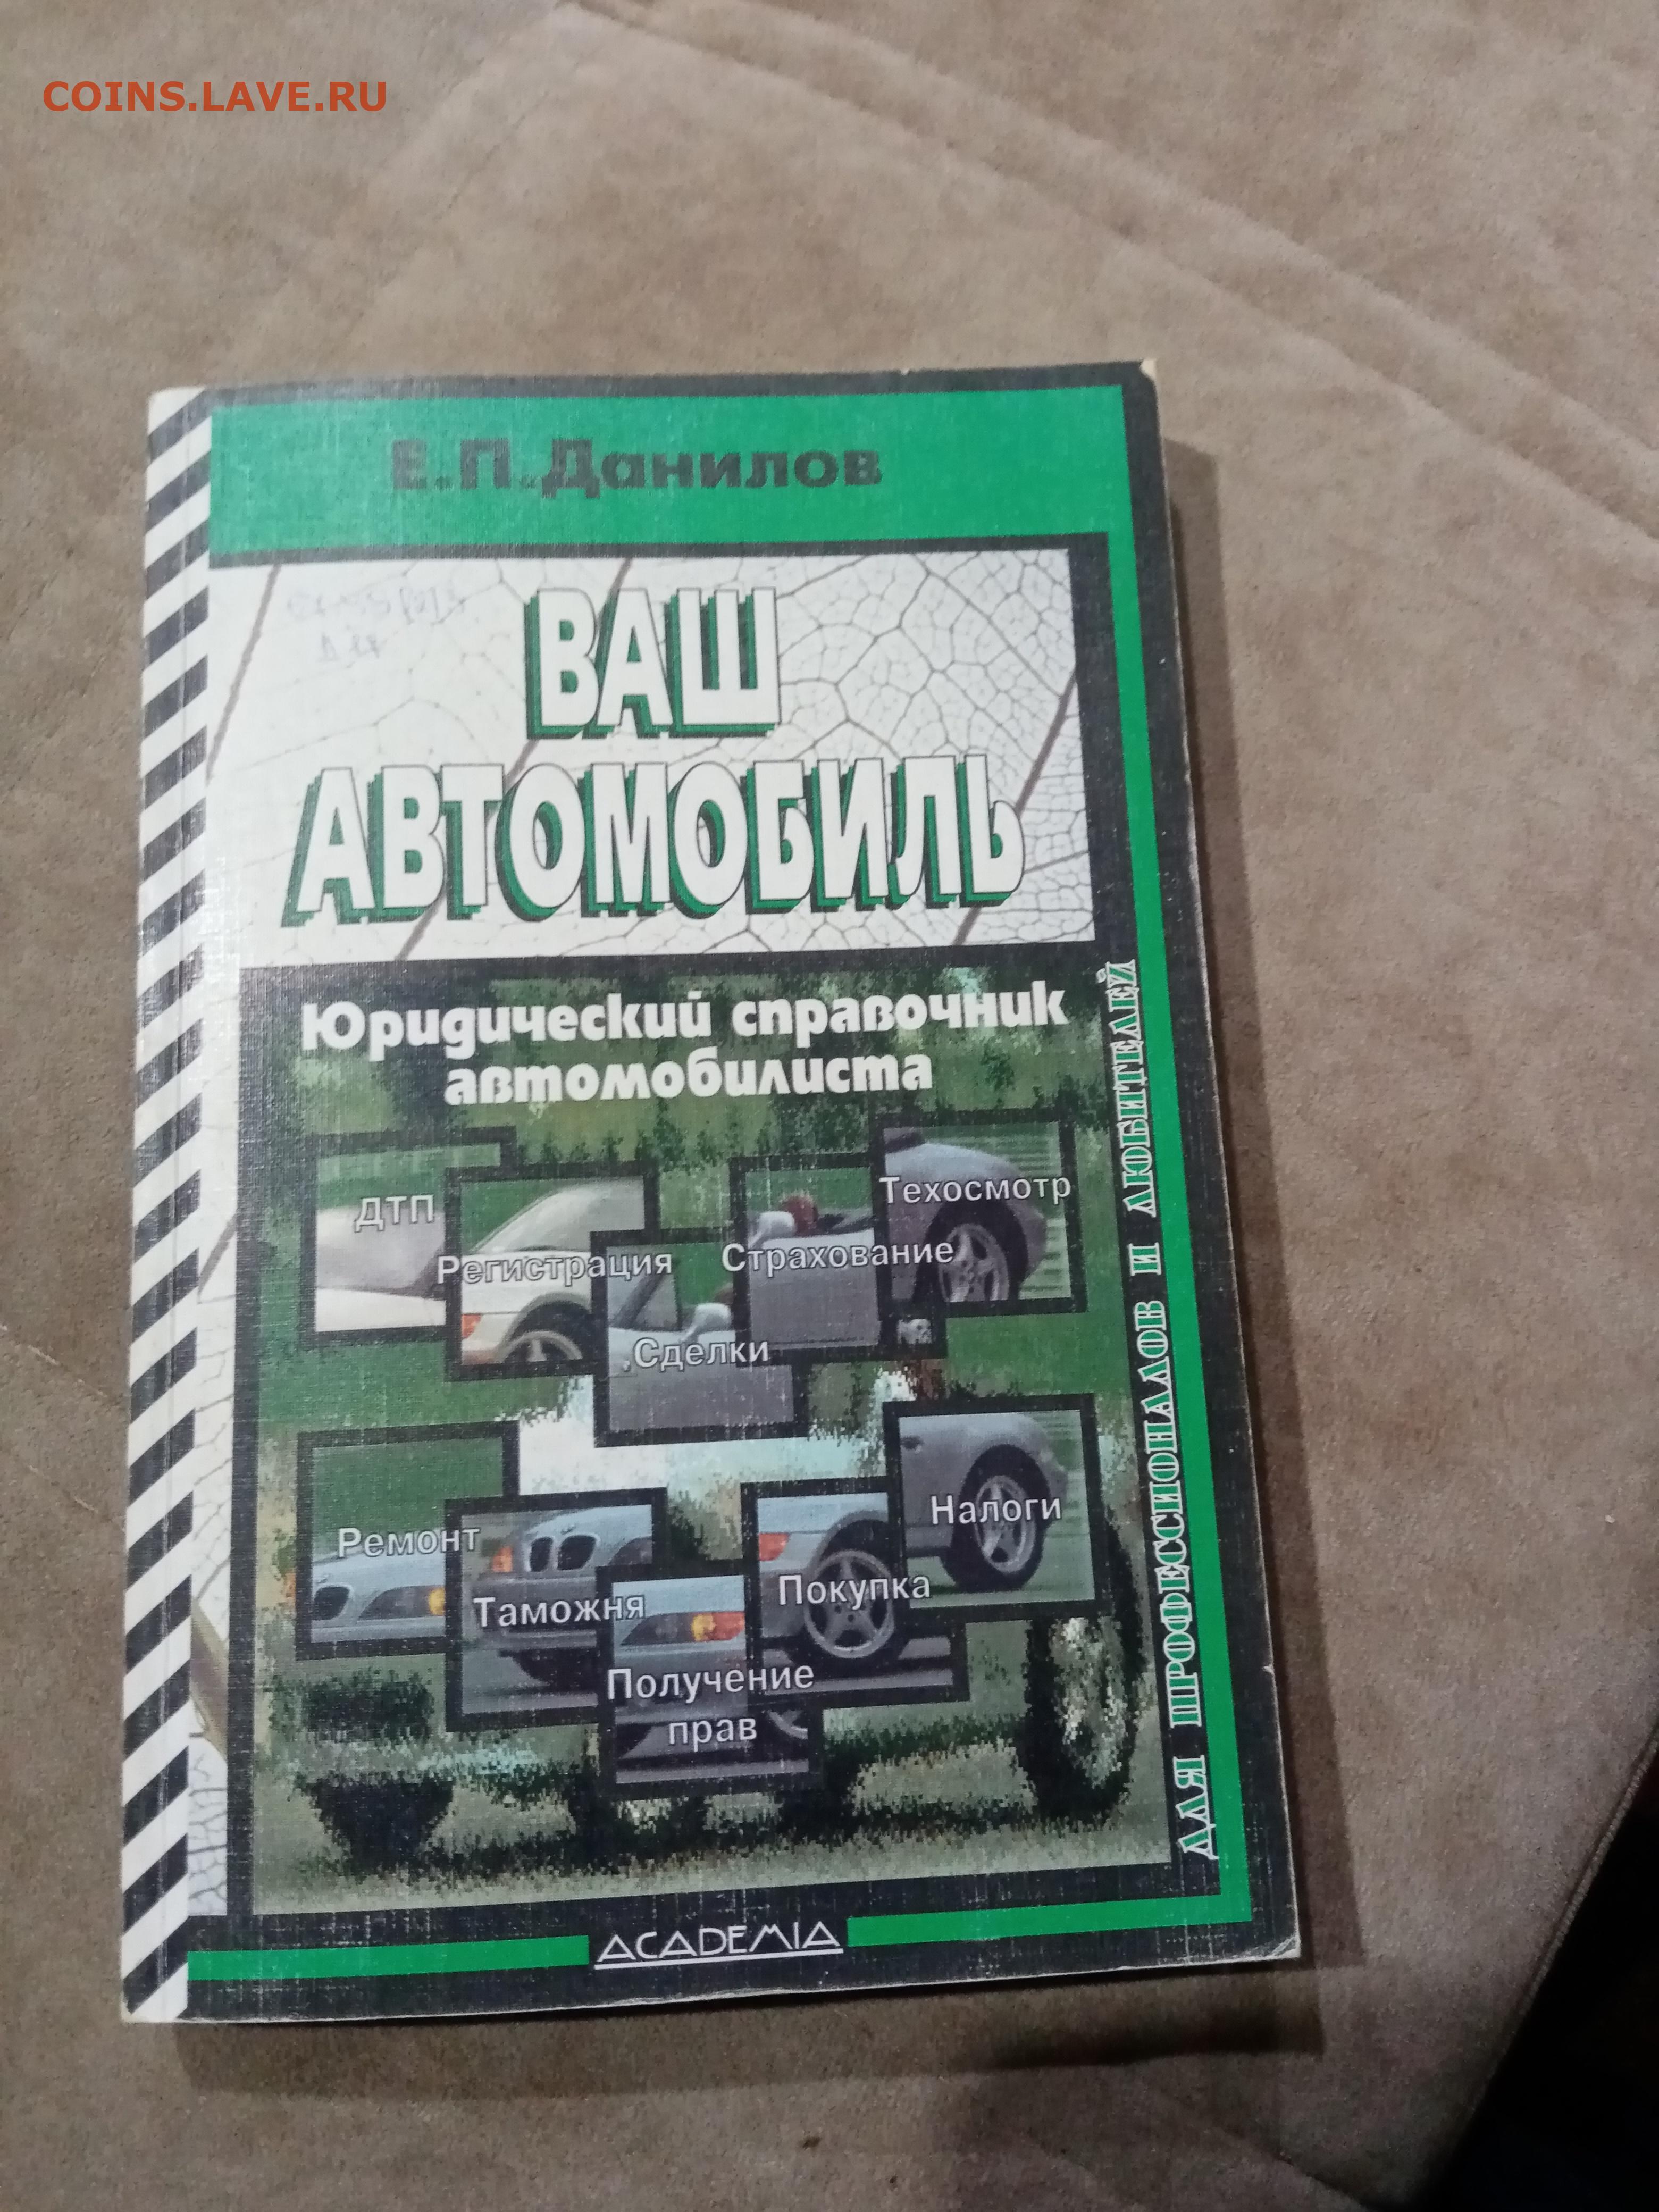 COINS.LAVE.RU
Е.П.Данилов
ВАШ
АВТОМОБИЛЬ
Юридический справочник
автомобилиста
ДТП
Регистрация
Сделки
Страхование
Техосмотр
Ремонт
Таможня
Получение
прав
Покупка
Налоги
ДЛЯ ПРОФЕССИОНАЛОВ И ЛЮБИТЕЛЕЙ
ACADEMIA